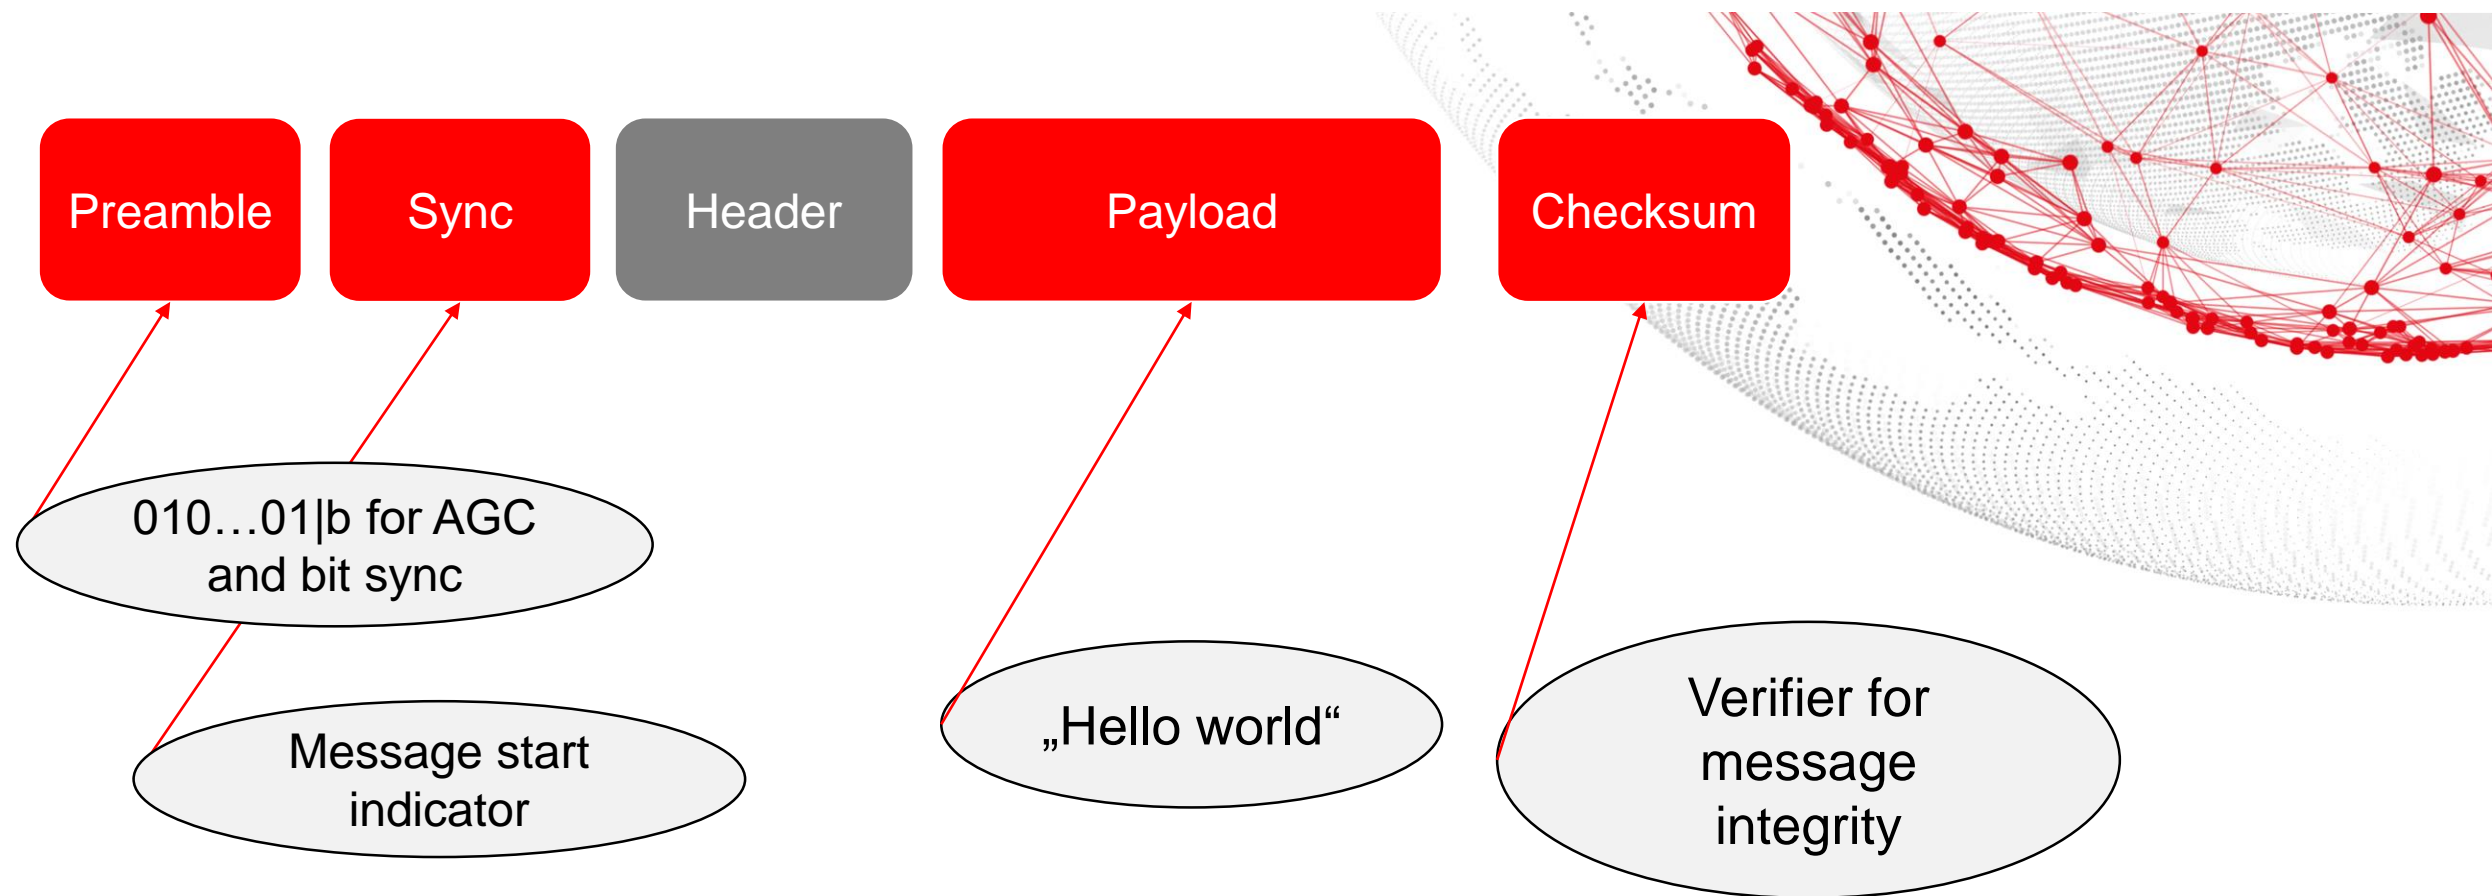 Preamble
Sync
Header
Payload
Checksum
010…01|b for AGC
and bit sync
Message start
indicator
„Hello world“
Verifier for
message
integrity